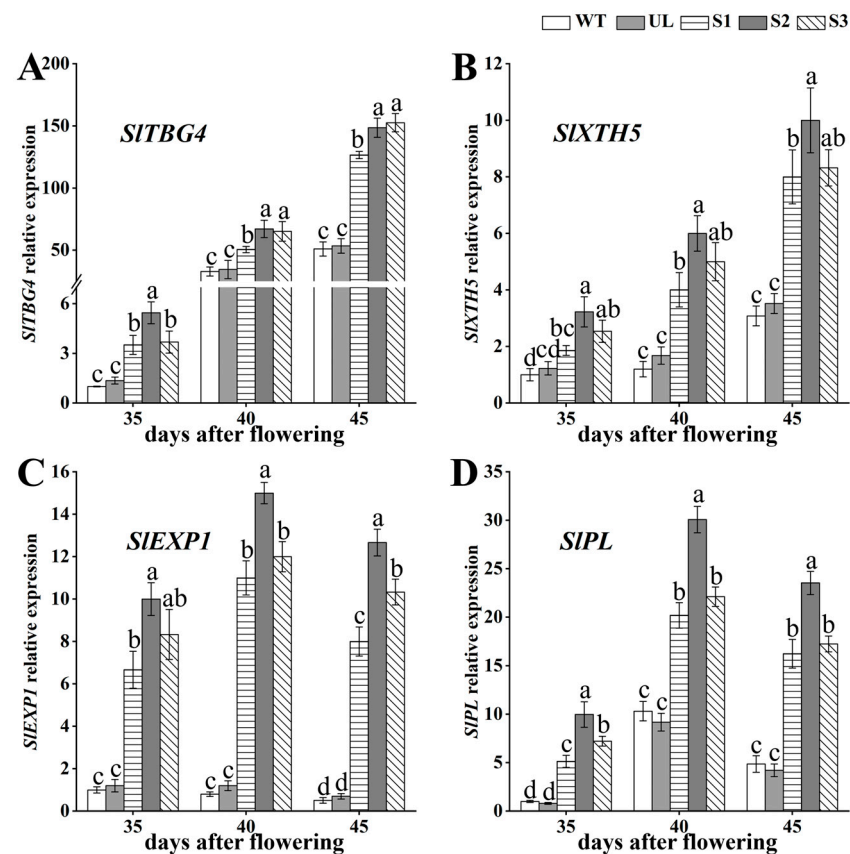 WT UL S1 S2 S3
A
SlTBG4
SlTBG4 relative expression
200
150
100
50
6
3
0
c c b a b
c c b a a
c c b a a
35 40 45
days after flowering
B
SlXTH5
SlXTH5 relative expression
12
10
8
6
4
2
0
d cd bc a ab
c c b a ab
c c b a ab
35 40 45
days after flowering
C
SlEXP1
SlEXP1 relative expression
16
14
12
10
8
6
4
2
0
c c b a ab
c c b a b
d d c a b
35 40 45
days after flowering
D
SlPL
SlPL relative expression
35
30
25
20
15
10
5
0
d d c a b
c c b a b
c c b a b
35 40 45
days after flowering